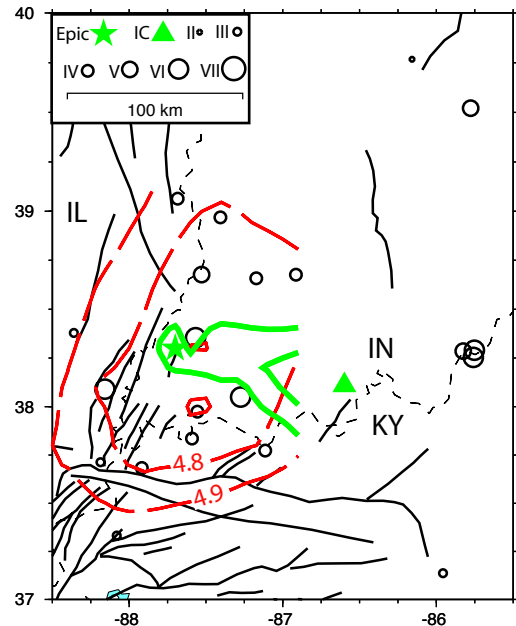 40
Epic IC II III
IV V VI VII
100 km
39
IL
IN
38
KY
4.8
4.9
37
-88 -87 -86